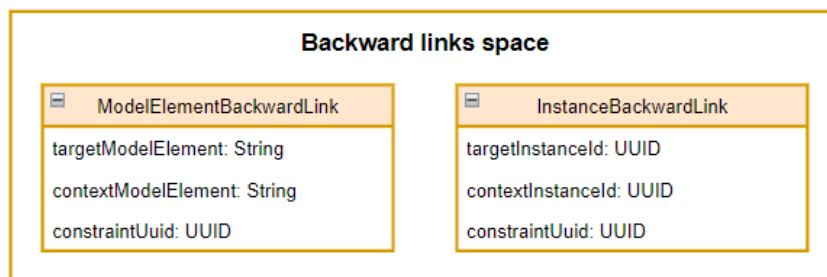 Backward links space
ModelElementBackwardLink
targetModelElement: String
contextModelElement: String
constraintUuid: UUID
InstanceBackwardLink
targetInstanceId: UUID
contextInstanceId: UUID
constraintUuid: UUID